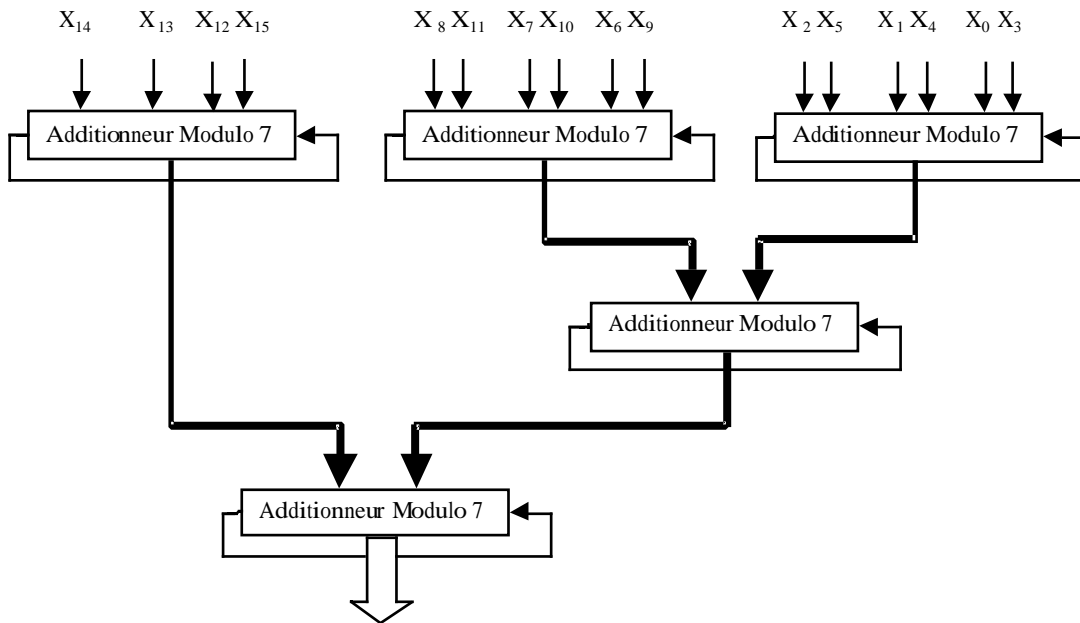 X14 X13 X12 X15 X8 X11 X7 X10 X6 X9 X2 X5 X1 X4 X0 X3
Additionneur Modulo 7 Additionneur Modulo 7 Additionneur Modulo 7
Additionneur Modulo 7
Additionneur Modulo 7